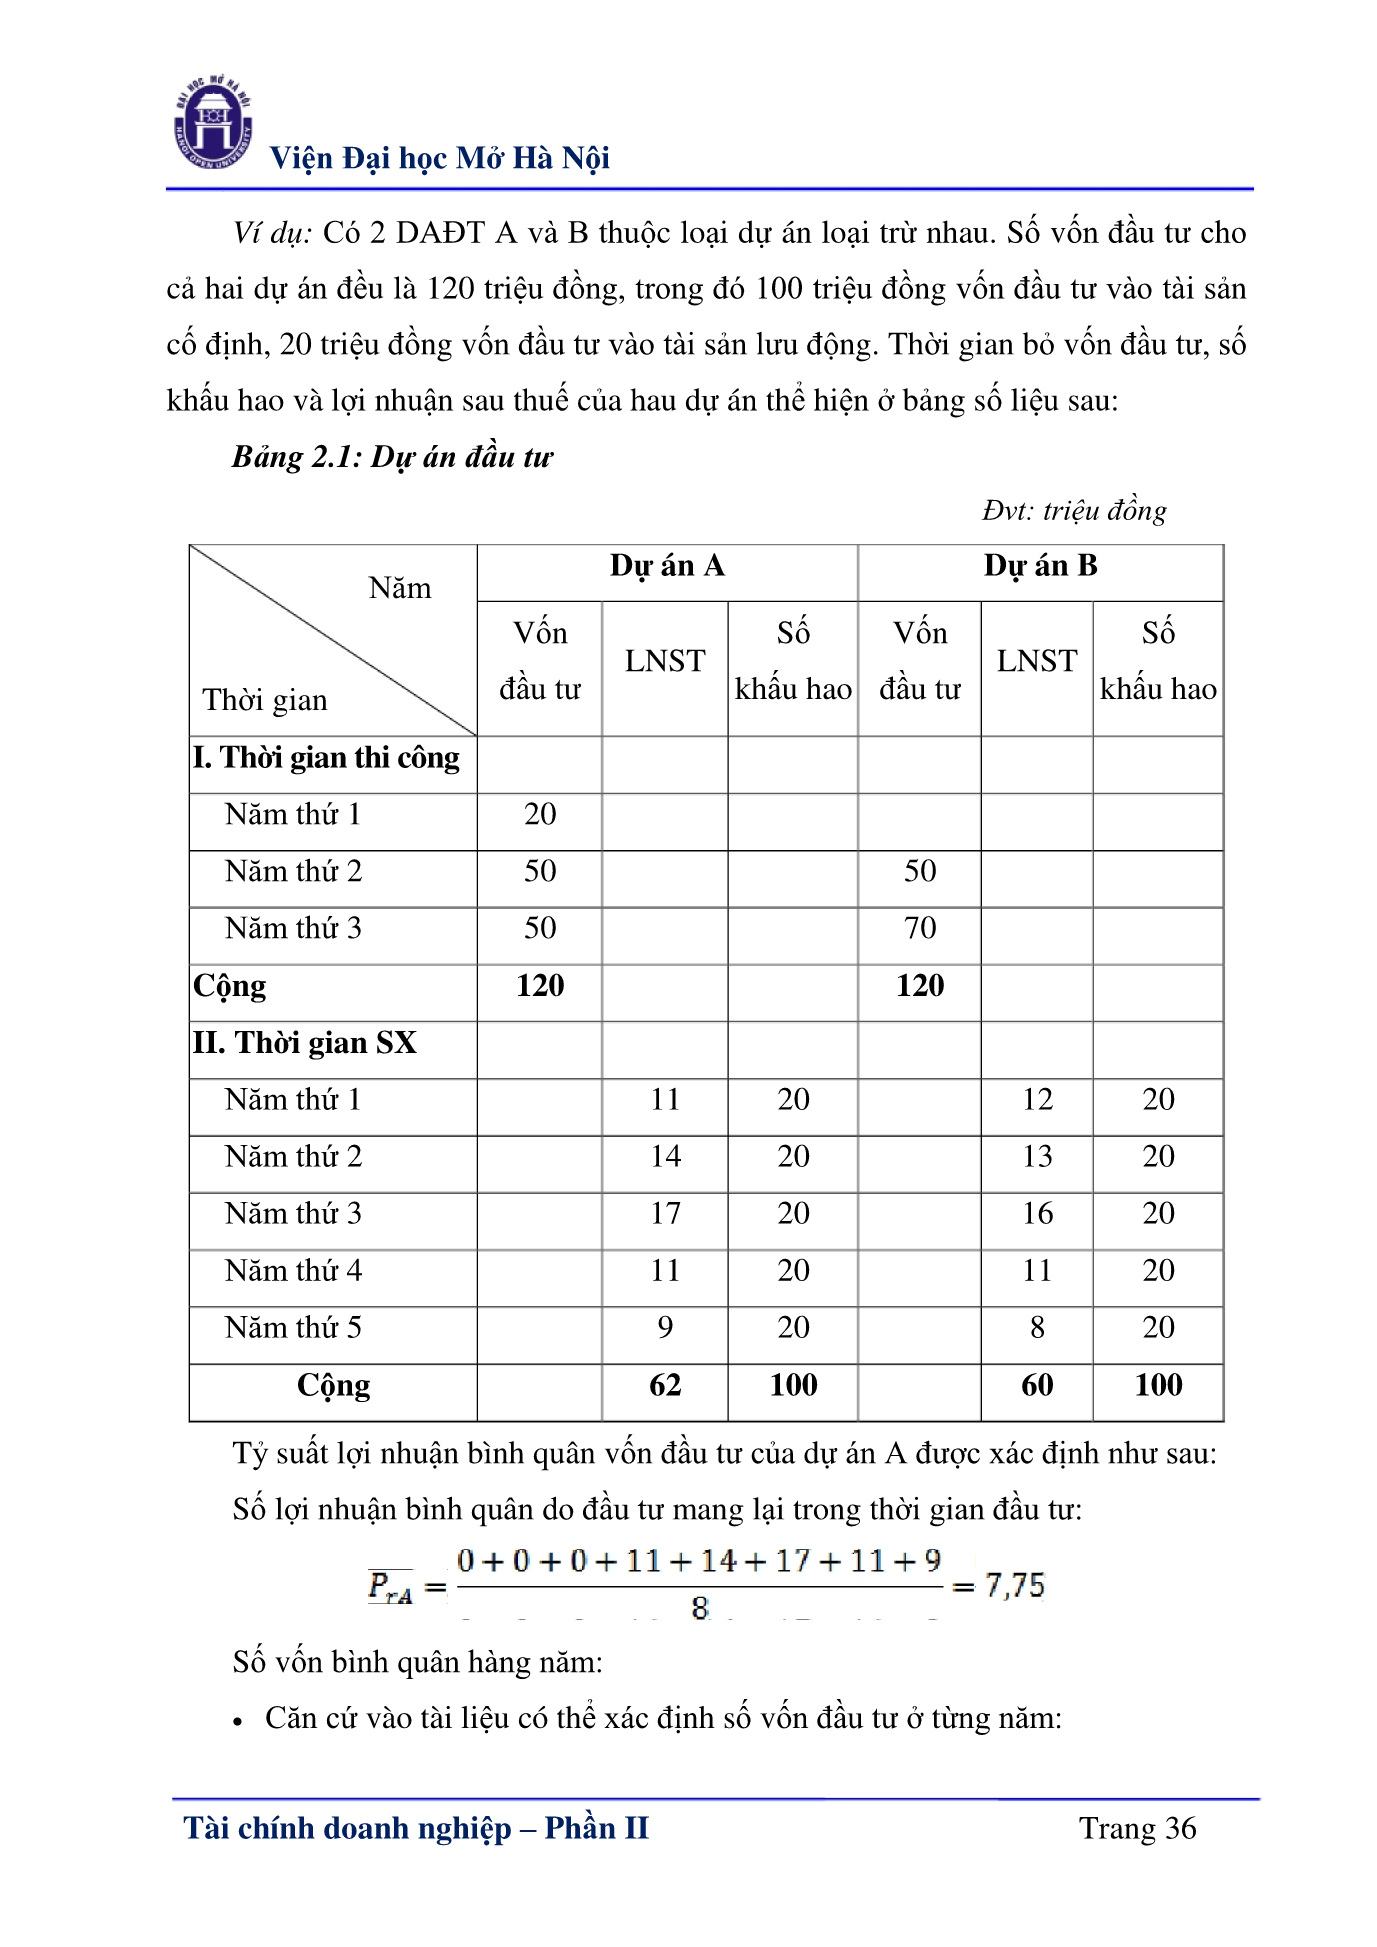 ĐẠI HỌC MỞ HÀ NỘI
HANOI OPEN UNIVERSITY
Viện Đại học Mở Hà Nội
Ví dụ: Có 2 DAĐT A và B thuộc loại dự án loại trừ nhau. Số vốn đầu tư cho
cả hai dự án đều là 120 triệu đồng, trong đó 100 triệu đồng vốn đầu tư vào tài sản
cố định, 20 triệu đồng vốn đầu tư vào tài sản lưu động. Thời gian bỏ vốn đầu tư, số
khấu hao và lợi nhuận sau thuế của hau dự án thể hiện ở bảng số liệu sau:
Bảng 2.1: Dự án đầu tư
Đvt: triệu đồng
Năm Dự án A Dự án B
Thời gian Vốn đầu tư LNST Số khấu hao Vốn đầu tư LNST Số khấu hao
I. Thời gian thi công
Năm thứ 1 20
Năm thứ 2 50 50
Năm thứ 3 50 70
Cộng 120 120
II. Thời gian SX
Năm thứ 1 11 20 12 20
Năm thứ 2 14 20 13 20
Năm thứ 3 17 20 16 20
Năm thứ 4 11 20 11 20
Năm thứ 5 9 20 8 20
Cộng 62 100 60 100
Tỷ suất lợi nhuận bình quân vốn đầu tư của dự án A được xác định như sau:
Số lợi nhuận bình quân do đầu tư mang lại trong thời gian đầu tư:
0 + 0 + 0 + 11 + 14 + 17 + 11 + 9
PrA = = 7,75
8
Số vốn bình quân hàng năm:
• Căn cứ vào tài liệu có thể xác định số vốn đầu tư ở từng năm:
Tài chính doanh nghiệp – Phần II Trang 36